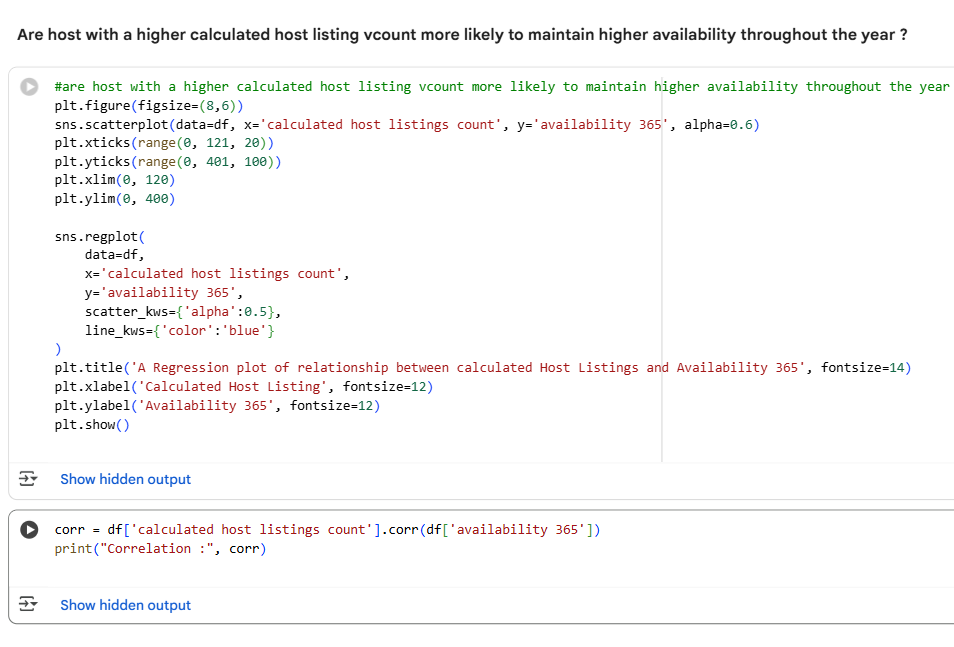 Are host with a higher calculated host listing vcount more likely to maintain higher availability throughout the year ?
#are host with a higher calculated host listing vcount more likely to maintain higher availability throughout the year
plt.figure(figsize=(8,6))
sns.scatterplot(data=df, x='calculated host listings count', y='availability 365', alpha=0.6)
plt.xticks(range(0, 121, 20))
plt.yticks(range(0, 401, 100))
plt.xlim(0, 120)
plt.ylim(0, 400)
sns.regplot(
    data=df,
    x='calculated host listings count',
    y='availability 365',
    scatter_kws={'alpha':0.5},
    line_kws={'color':'blue'}
)
plt.title('A Regression plot of relationship between calculated Host Listings and Availability 365', fontsize=14)
plt.xlabel('Calculated Host Listing', fontsize=12)
plt.ylabel('Availability 365', fontsize=12)
plt.show()
Show hidden output
corr = df['calculated host listings count'].corr(df['availability 365'])
print("Correlation :", corr)
Show hidden output